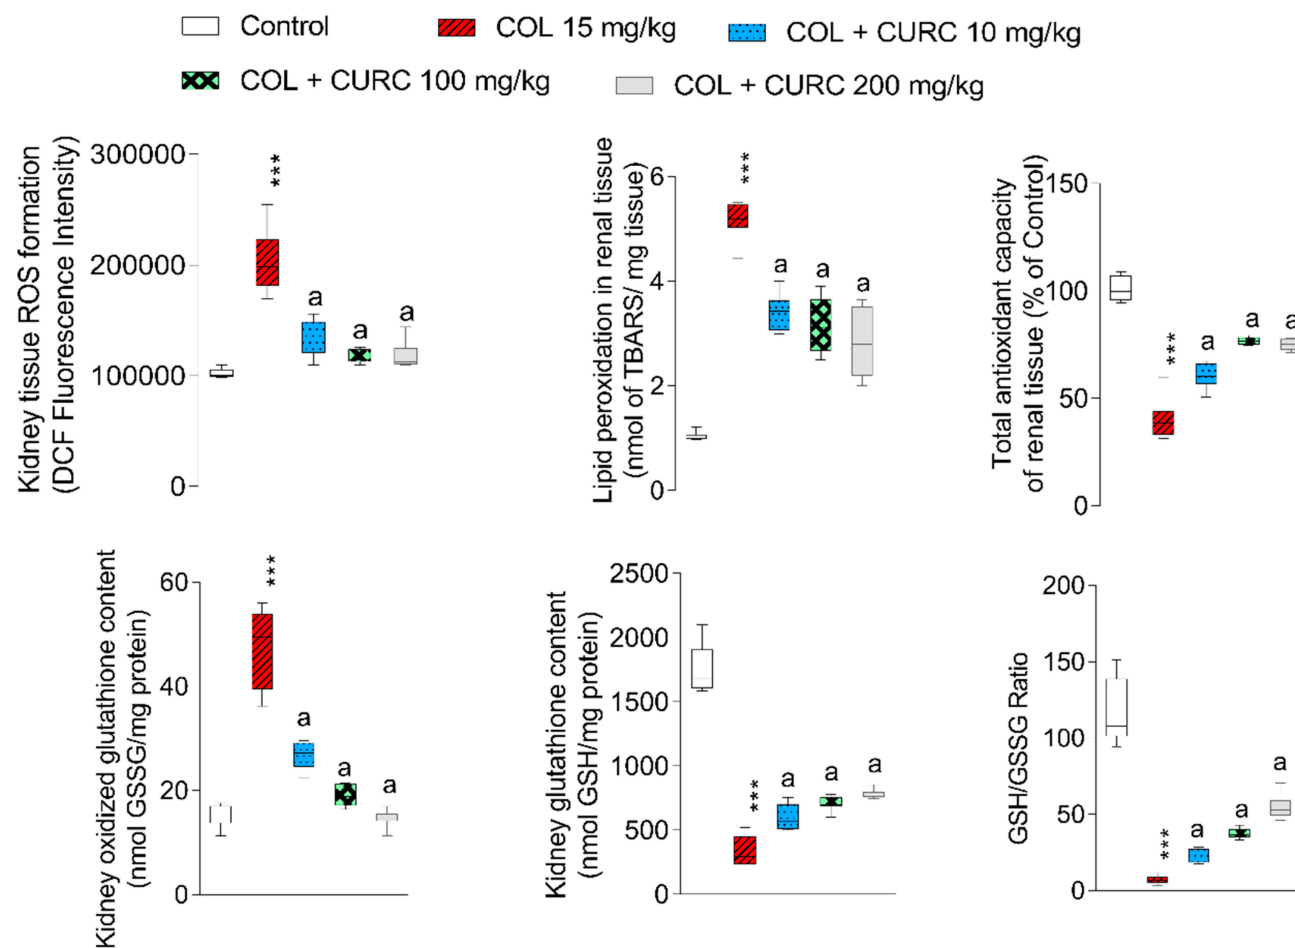 Control
COL 15 mg/kg
COL + CURC 10 mg/kg
COL + CURC 100 mg/kg
COL + CURC 200 mg/kg
Kidney tissue ROS formation
(DCF Fluorescence Intensity)
300000
200000
100000
0
***
a
a
a
Lipid peroxidation in renal tissue
(nmol of TBARS/ mg tissue)
6
4
2
0
***
a
a
a
Total antioxidant capacity
of renal tissue (% of Control)
150
100
50
0
***
a
a
a
Kidney oxidized glutathione content
(nmol GSSG/mg protein)
60
40
20
0
***
a
a
a
Kidney glutathione content
(nmol GSH/mg protein)
2500
2000
1500
1000
500
0
***
a
a
a
GSH/GSSG Ratio
200
150
100
50
0
***
a
a
a